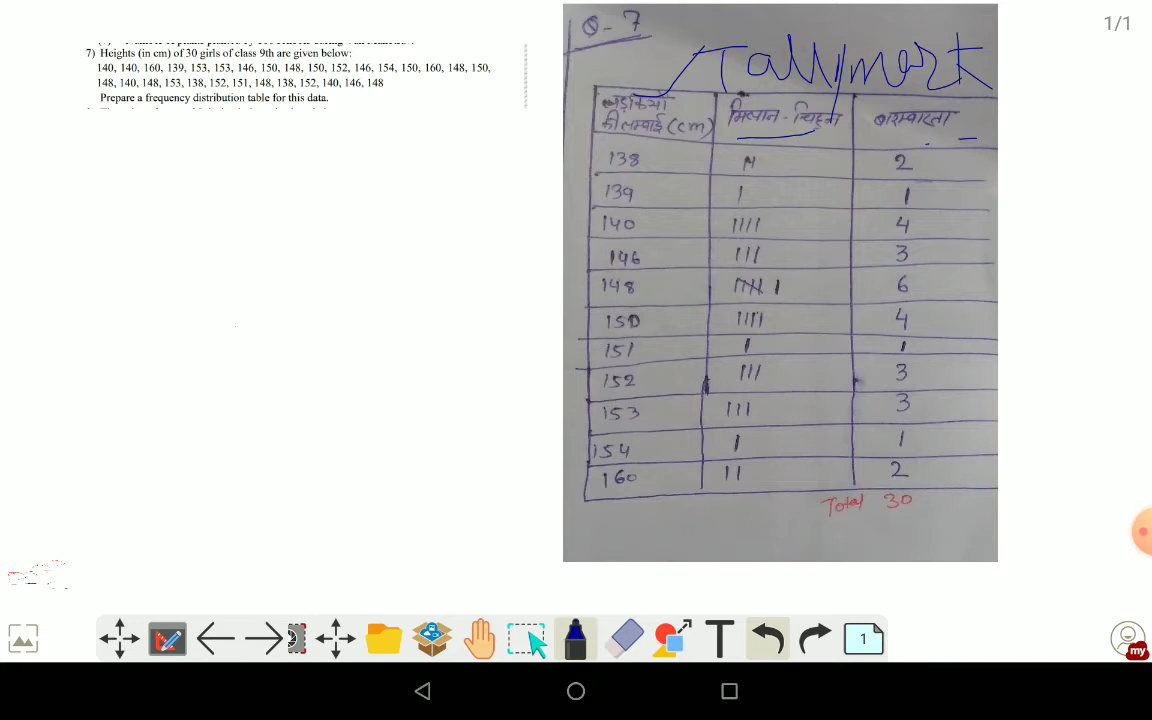 7) Heights (in cm) of 30 girls of class 9th are given below:
140, 140, 160, 139, 153, 153, 146, 150, 148, 150, 152, 146, 154, 150, 160, 148, 150,
148, 140, 148, 153, 138, 152, 151, 148, 138, 152, 140, 146, 148
Prepare a frequency distribution table for this data.
1/1
Q-7
Tallymark
लड़कियों की लम्बाई (cm) मिलान-चिह्न बारम्बारता
138 || 2
139 | 1
140 |||| 4
146 ||| 3
148 6
150 |||| 4
151 | 1
152 ||| 3
153 ||| 3
154 | 1
160 || 2
Total 30
T
1
my